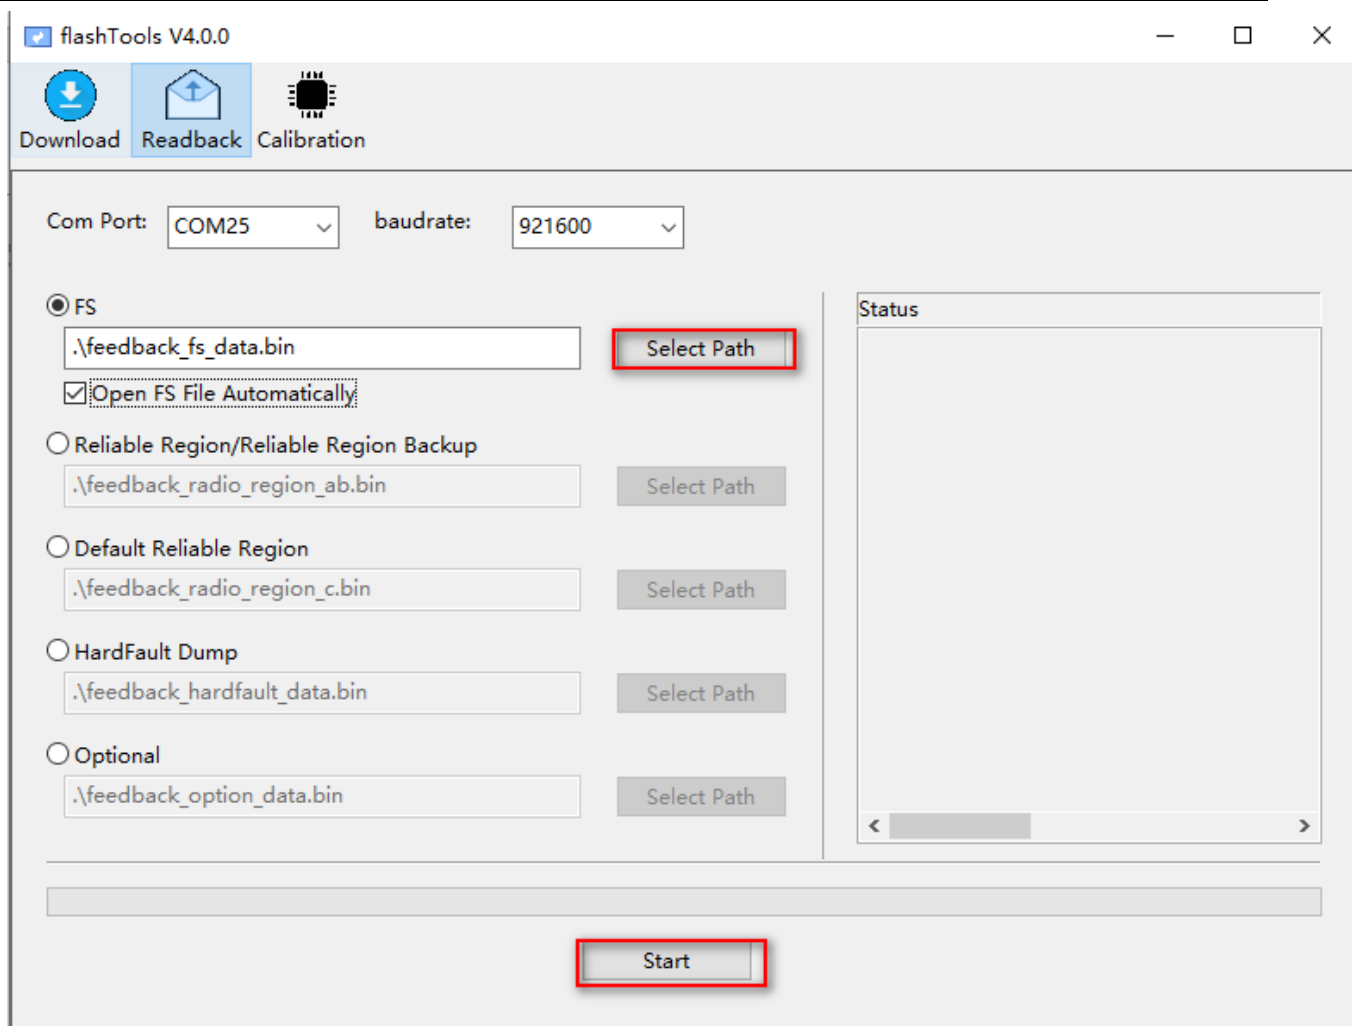 flashTools V4.0.0
Download Readback Calibration
Com Port: COM25 baudrate: 921600
FS
.\feedback_fs_data.bin Select Path
Open FS File Automatically
Reliable Region/Reliable Region Backup
.\feedback_radio_region_ab.bin Select Path
Default Reliable Region
.\feedback_radio_region_c.bin Select Path
HardFault Dump
.\feedback_hardfault_data.bin Select Path
Optional
.\feedback_option_data.bin Select Path
Status
Start